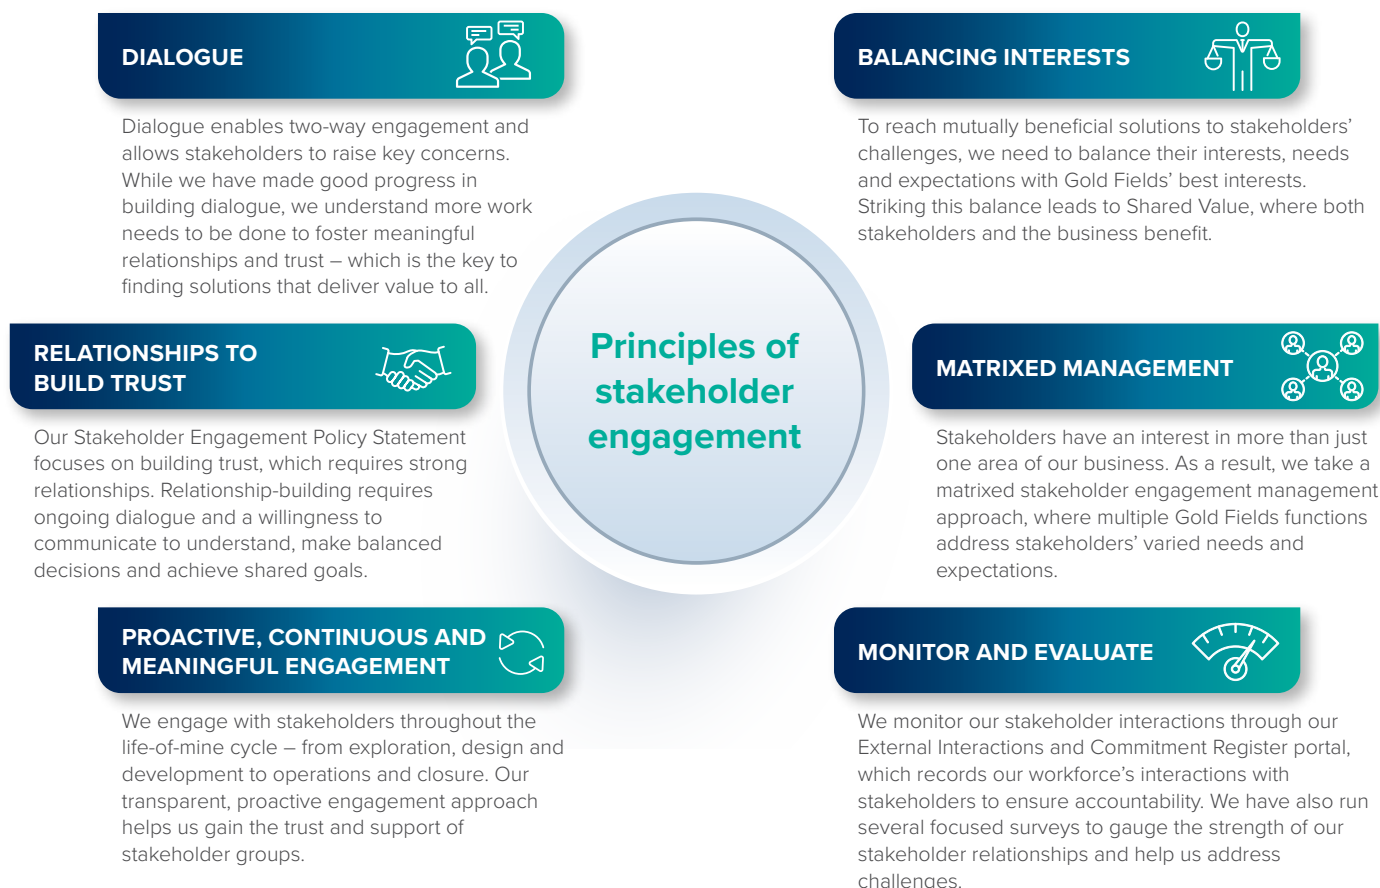 DIALOGUE
Dialogue enables two-way engagement and
allows stakeholders to raise key concerns.
While we have made good progress in
building dialogue, we understand more work
needs to be done to foster meaningful
relationships and trust – which is the key to
finding solutions that deliver value to all.
RELATIONSHIPS TO
BUILD TRUST
Our Stakeholder Engagement Policy Statement
focuses on building trust, which requires strong
relationships. Relationship-building requires
ongoing dialogue and a willingness to
communicate to understand, make balanced
decisions and achieve shared goals.
PROACTIVE, CONTINUOUS AND
MEANINGFUL ENGAGEMENT
We engage with stakeholders throughout the
life-of-mine cycle – from exploration, design and
development to operations and closure. Our
transparent, proactive engagement approach
helps us gain the trust and support of
stakeholder groups.
Principles of
stakeholder
engagement
BALANCING INTERESTS
To reach mutually beneficial solutions to stakeholders’
challenges, we need to balance their interests, needs
and expectations with Gold Fields’ best interests.
Striking this balance leads to Shared Value, where both
stakeholders and the business benefit.
MATRIXED MANAGEMENT
Stakeholders have an interest in more than just
one area of our business. As a result, we take a
matrixed stakeholder engagement management
approach, where multiple Gold Fields functions
address stakeholders’ varied needs and
expectations.
MONITOR AND EVALUATE
We monitor our stakeholder interactions through our
External Interactions and Commitment Register portal,
which records our workforce’s interactions with
stakeholders to ensure accountability. We have also run
several focused surveys to gauge the strength of our
stakeholder relationships and help us address
challenges.